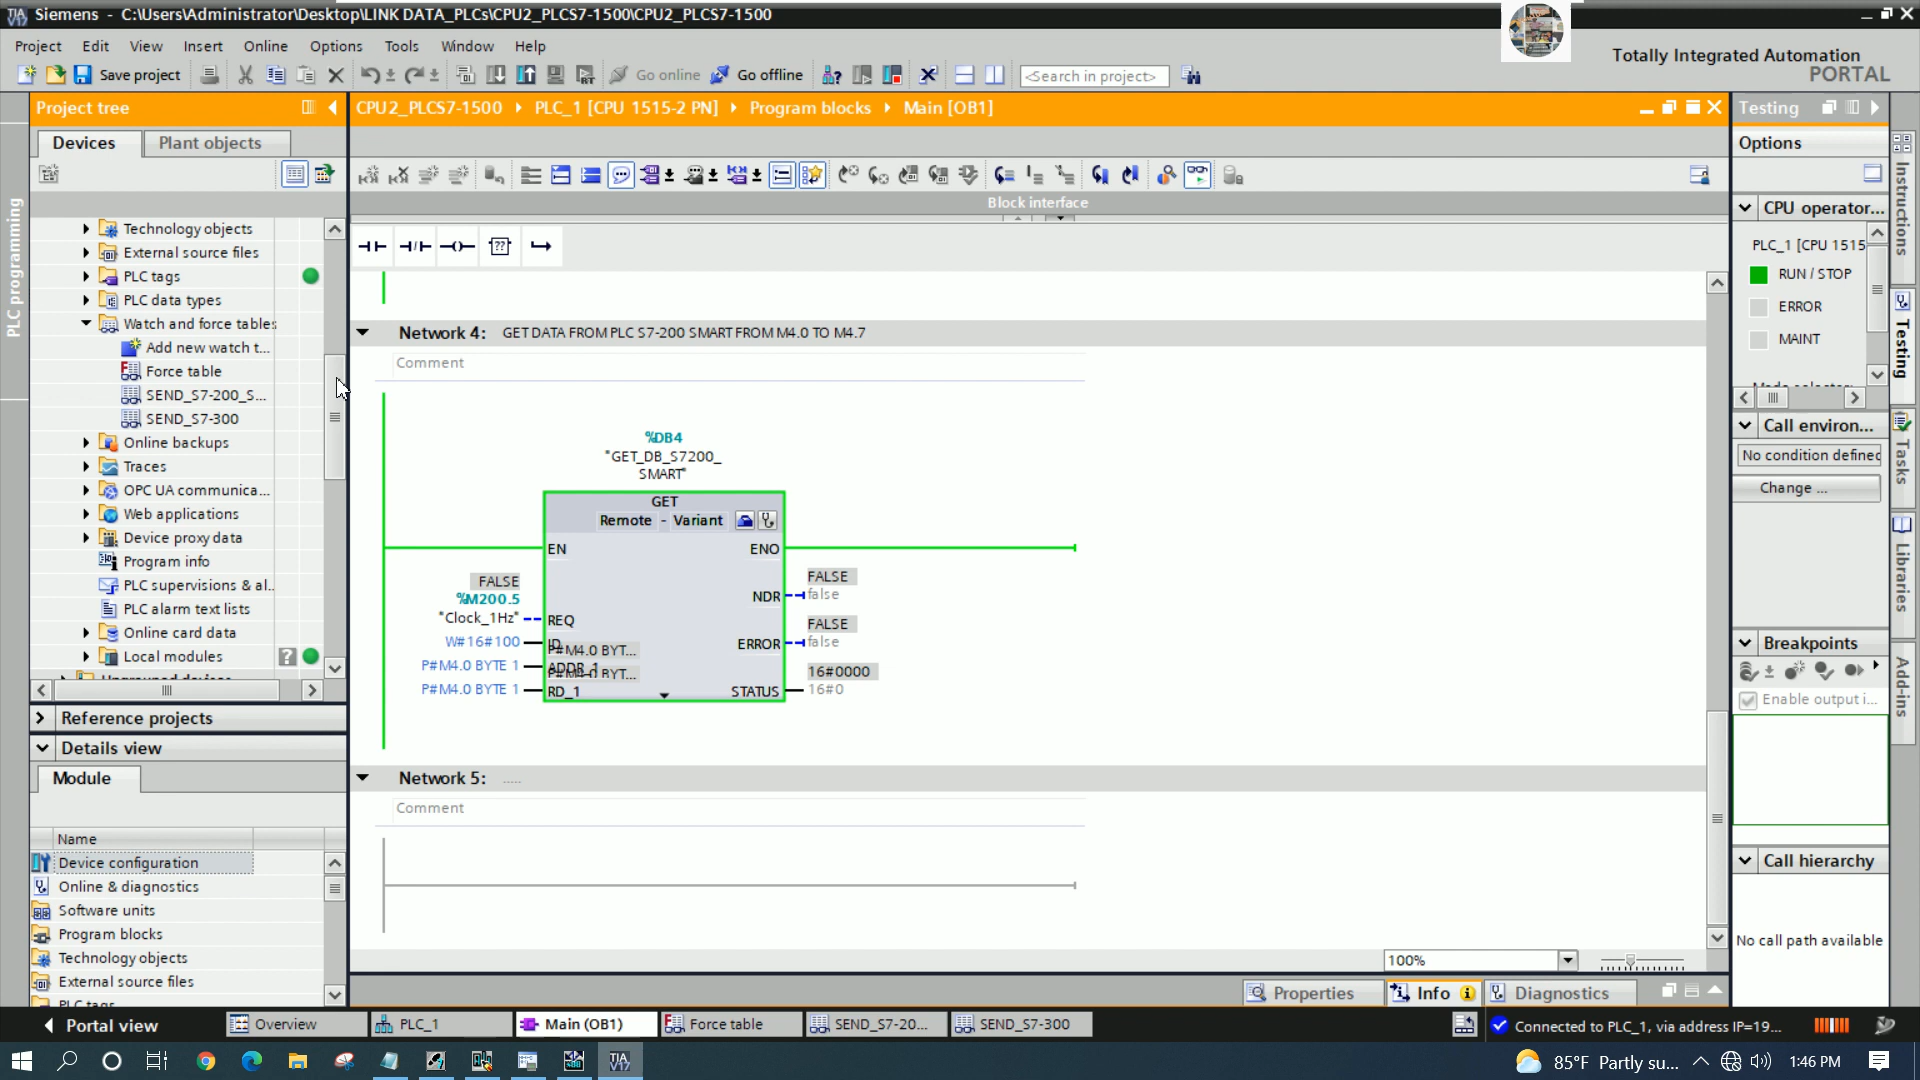 Siemens - C:\Users\Administrator\Desktop\LINK DATA_PLCs\CPU2_PLCS7-1500\CPU2_PLCS7-1500
Project Edit View Insert Online Options Tools Window Help
Totally Integrated Automation
PORTAL
Save project Go online Go offline <Search in project>
Project tree
CPU2_PLCS7-1500 PLC_1 [CPU 1515-2 PN] Program blocks Main [OB1]
Testing
Devices Plant objects
Options
Block interface
PLC programming
Technology objects
External source files
PLC tags
PLC data types
Watch and force tables
Add new watch t...
Force table
SEND_S7-200_S...
SEND_S7-300
Online backups
Traces
OPC UA communica...
Web applications
Device proxy data
Program info
PLC supervisions & al..
PLC alarm text lists
Online card data
Local modules
Reference projects
Details view
Module
Name
Device configuration
Online & diagnostics
Software units
Program blocks
Technology objects
External source files
PLC tags
Network 4: GET DATA FROM PLC S7-200 SMART FROM M4.0 TO M4.7
Comment
%DB4
"GET_DB_S7200_
SMART"
GET
Remote - Variant
EN ENO
FALSE
%M200.5
"Clock_1Hz" REQ
W#16#100 ID
P#M4.0 BYT...
P#M4.0 BYTE 1 ADDR_1
P#M4.0 BYT...
P#M4.0 BYTE 1 RD_1
FALSE
NDR false
FALSE
ERROR false
16#0000
STATUS 16#0
Network 5: .....
Comment
100%
Properties Info Diagnostics
CPU operator...
PLC_1 [CPU 1515
RUN / STOP
ERROR
MAINT
Call environ...
No condition defined
Change ...
Breakpoints
Enable output i...
Call hierarchy
No call path available
Instructions
Testing
Tasks
Libraries
Add-ins
Portal view Overview PLC_1 Main (OB1) Force table SEND_S7-20... SEND_S7-300 Connected to PLC_1, via address IP=19...
TIA
V17
85°F Partly su... 1:46 PM